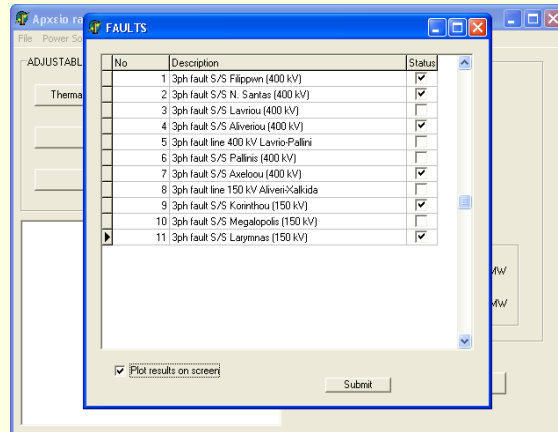 Αρχείο
FAULTS
File Power So
ADJUSTABL
Therma
No Description Status
1 3ph fault S/S Filippwn (400 kV)
2 3ph fault S/S N. Santas (400 kV)
3 3ph fault S/S Lavriou (400 kV)
4 3ph fault S/S Aliveriou (400 kV)
5 3ph fault line 400 kV Lavrio-Pallini
6 3ph fault S/S Pallinis (400 kV)
7 3ph fault S/S Axeloou (400 kV)
8 3ph fault line 150 kV Aliveri-Xalkida
9 3ph fault S/S Korinthou (150 kV)
10 3ph fault S/S Megalopolis (150 kV)
11 3ph fault S/S Larymnas (150 kV)
MW
MW
Plot results on screen
Submit